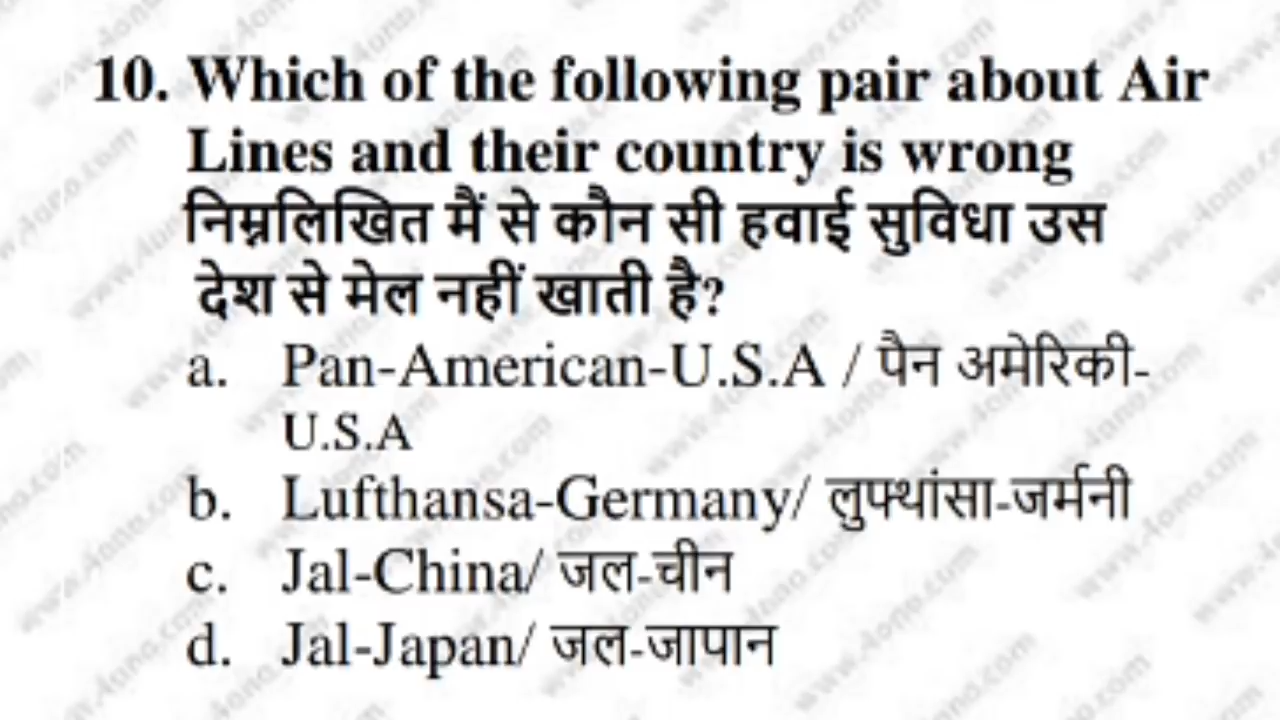 10. Which of the following pair about Air
Lines and their country is wrong
निम्नलिखित मैं से कौन सी हवाई सुविधा उस
देश से मेल नहीं खाती है?
a. Pan-American-U.S.A / पैन अमेरिकी-
U.S.A
b. Lufthansa-Germany/ लुफ्थांसा-जर्मनी
c. Jal-China/ जल-चीन
d. Jal-Japan/ जल-जापान